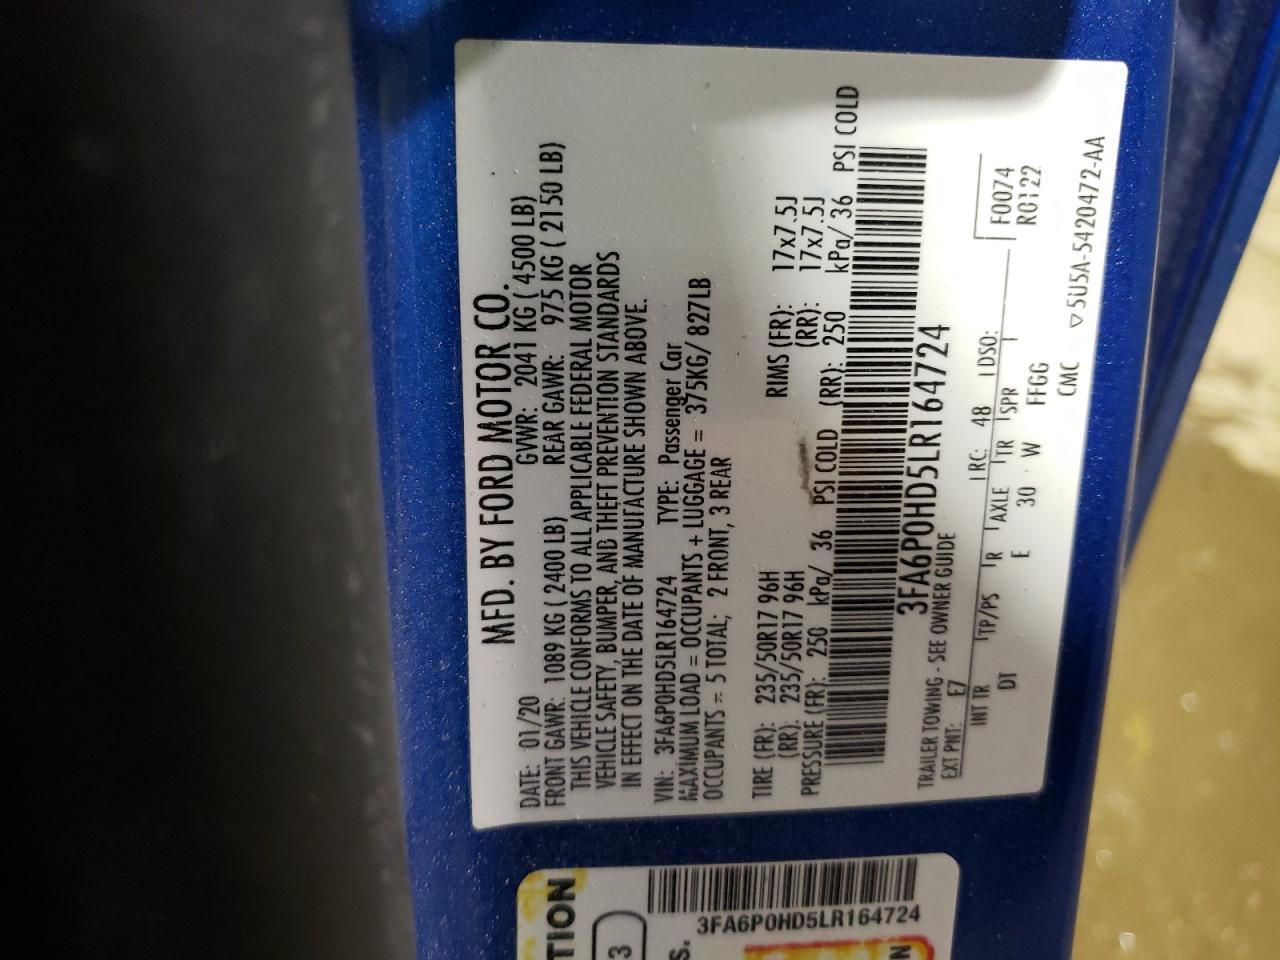 MFD. BY FORD MOTOR CO.
DATE: 01/20 GVWR: 2041 KG ( 4500 LB)
FRONT GAWR: 1089 KG ( 2400 LB) REAR GAWR: 975 KG ( 2150 LB)
THIS VEHICLE CONFORMS TO ALL APPLICABLE FEDERAL MOTOR
VEHICLE SAFETY, BUMPER, AND THEFT PREVENTION STANDARDS
IN EFFECT ON THE DATE OF MANUFACTURE SHOWN ABOVE.
VIN: 3FA6P0HD5LR164724 TYPE: Passenger Car
MAXIMUM LOAD = OCCUPANTS + LUGGAGE = 375KG/ 827LB
OCCUPANTS = 5 TOTAL; 2 FRONT, 3 REAR
TIRE (FR): 235/50R17 96H RIMS (FR): 17x7.5J
(RR): 235/50R17 96H (RR): 17x7.5J
PRESSURE (FR): 250 kPa/ 36 PSI COLD (RR): 250 kPa/ 36 PSI COLD
3FA6P0HD5LR164724
TRAILER TOWING - SEE OWNER GUIDE
EXT PNT: E7 RC: 48 DSO: F0074
R0122
INT TR TP/PS R AXLE TR SPR
DT E 30 W FFGG
CMC ▽5U5A-5420472-AA
TION
3
S.
3FA6P0HD5LR164724
N